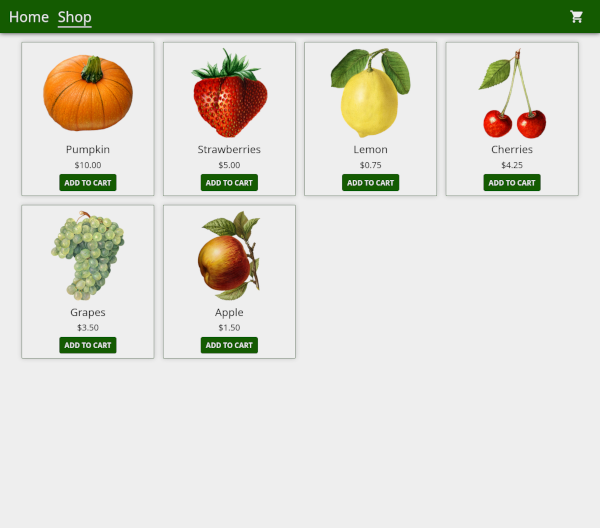 Home Shop
Pumpkin
$10.00
ADD TO CART
Strawberries
$5.00
ADD TO CART
Lemon
$0.75
ADD TO CART
Cherries
$4.25
ADD TO CART
Grapes
$3.50
ADD TO CART
Apple
$1.50
ADD TO CART